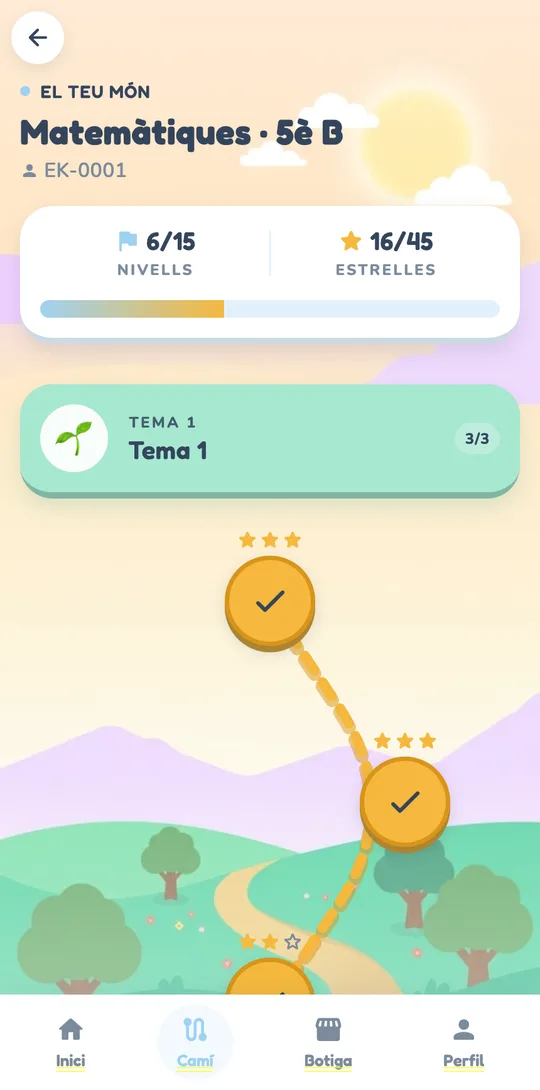 EL TEU MÓN
Matemàtiques · 5è B
EK-0001
6/15
NIVELLS
16/45
ESTRELLES
TEMA 1
Tema 1
3/3
Inici
Camí
Botiga
Perfil